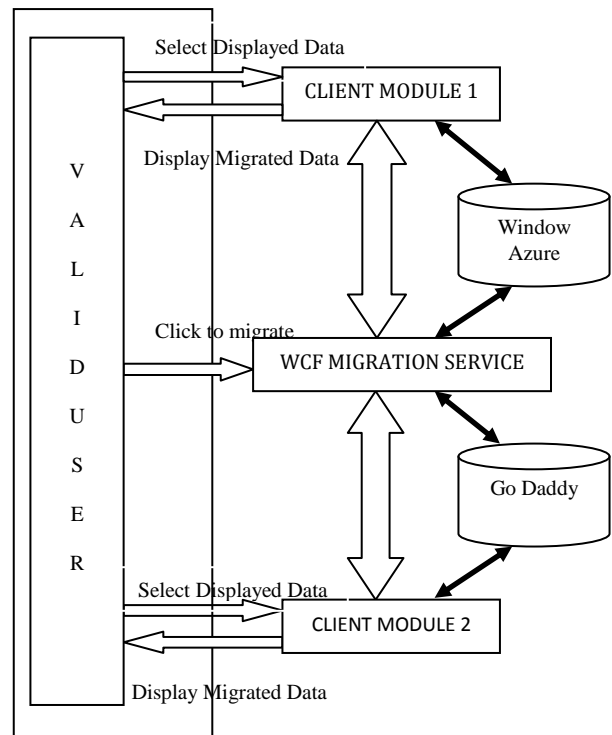 Select Displayed Data
CLIENT MODULE 1
Display Migrated Data
Window
Azure
V
A
L
I
D
U
S
E
R
Click to migrate
WCF MIGRATION SERVICE
Go Daddy
Select Displayed Data
CLIENT MODULE 2
Display Migrated Data